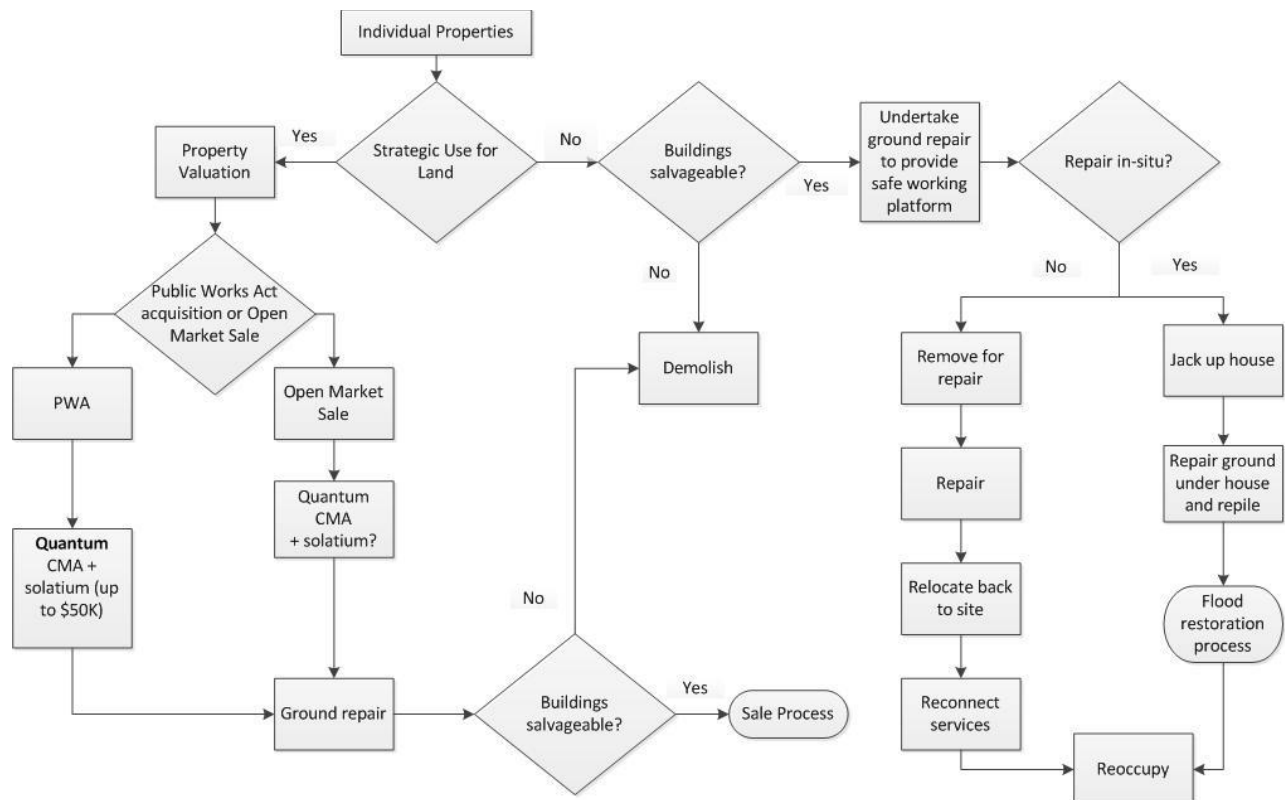 Individual Properties
Yes
Strategic Use for
Land
No
Property
Valuation
Buildings
salvageable?
Yes
Undertake
ground repair
to provide
safe working
platform
Repair in-situ?
No
No
Yes
Public Works Act
acquisition or Open
Market Sale
PWA
Open Market
Sale
Demolish
Remove for
repair
Jack up house
Quantum
CMA +
solatium (up
to $50K)
Quantum
CMA
+ solatium?
Repair
Repair ground
under house
and repile
No
Relocate back
to site
Flood
restoration
process
Ground repair
Buildings
salvageable?
Yes
Sale Process
Reconnect
services
Reoccupy